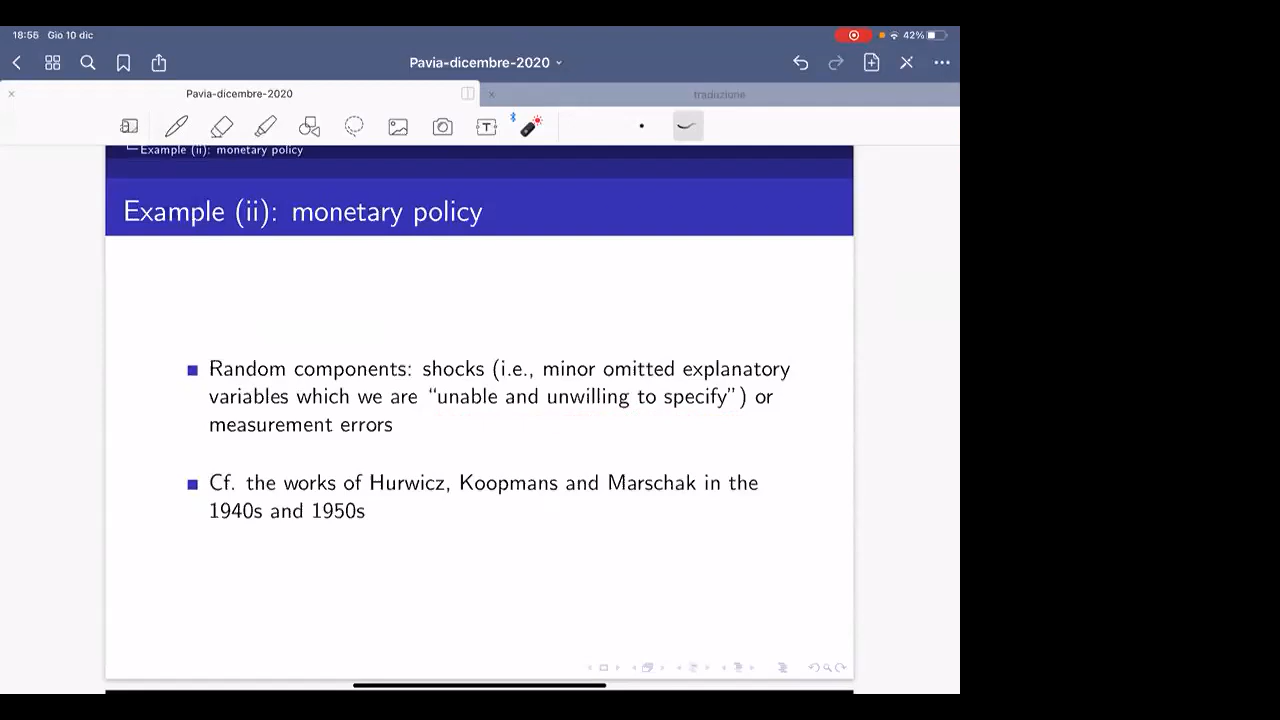 18:56 Gio 10 dic 42%
Pavia-dicembre-2020
Pavia-dicembre-2020 traduzione
Example (ii): monetary policy
Example (ii): monetary policy
Random components: shocks (i.e., minor omitted explanatory
variables which we are “unable and unwilling to specify”) or
measurement errors
Cf. the works of Hurwicz, Koopmans and Marschak in the
1940s and 1950s